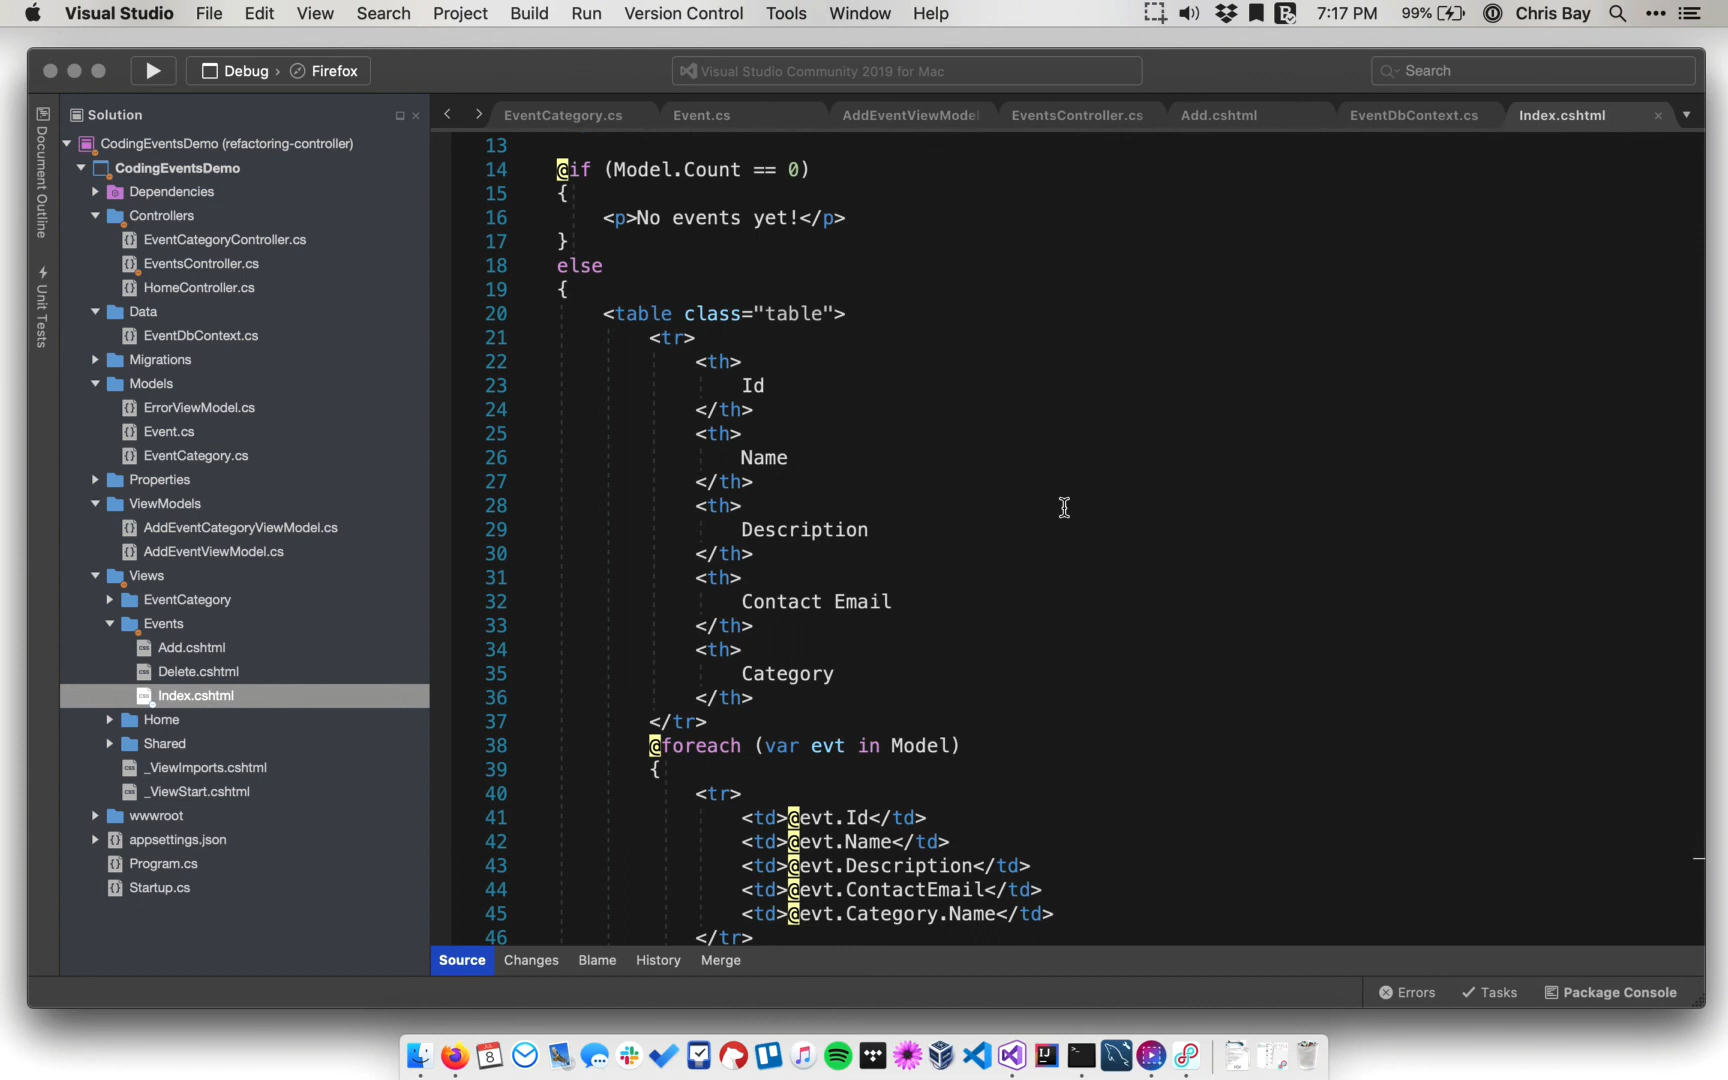 Visual Studio File Edit View Search Project Build Run Version Control Tools Window Help 7:17 PM 99% Chris Bay
Debug › Firefox
Visual Studio Community 2019 for Mac
Search
Document Outline
Unit Tests
Solution
CodingEventsDemo (refactoring-controller)
CodingEventsDemo
Dependencies
Controllers
EventCategoryController.cs
EventsController.cs
HomeController.cs
Data
EventDbContext.cs
Migrations
Models
ErrorViewModel.cs
Event.cs
EventCategory.cs
Properties
ViewModels
AddEventCategoryViewModel.cs
AddEventViewModel.cs
Views
EventCategory
Events
Add.cshtml
Delete.cshtml
Index.cshtml
Home
Shared
_ViewImports.cshtml
_ViewStart.cshtml
wwwroot
appsettings.json
Program.cs
Startup.cs
EventCategory.cs Event.cs AddEventViewModel EventsController.cs Add.cshtml EventDbContext.cs Index.cshtml
13
14 @if (Model.Count == 0)
15 {
16 <p>No events yet!</p>
17 }
18 else
19 {
20 <table class="table">
21 <tr>
22 <th>
23 Id
24 </th>
25 <th>
26 Name
27 </th>
28 <th>
29 Description
30 </th>
31 <th>
32 Contact Email
33 </th>
34 <th>
35 Category
36 </th>
37 </tr>
38 @foreach (var evt in Model)
39 {
40 <tr>
41 <td>@evt.Id</td>
42 <td>@evt.Name</td>
43 <td>@evt.Description</td>
44 <td>@evt.ContactEmail</td>
45 <td>@evt.Category.Name</td>
46 </tr>
Source Changes Blame History Merge
Errors Tasks Package Console